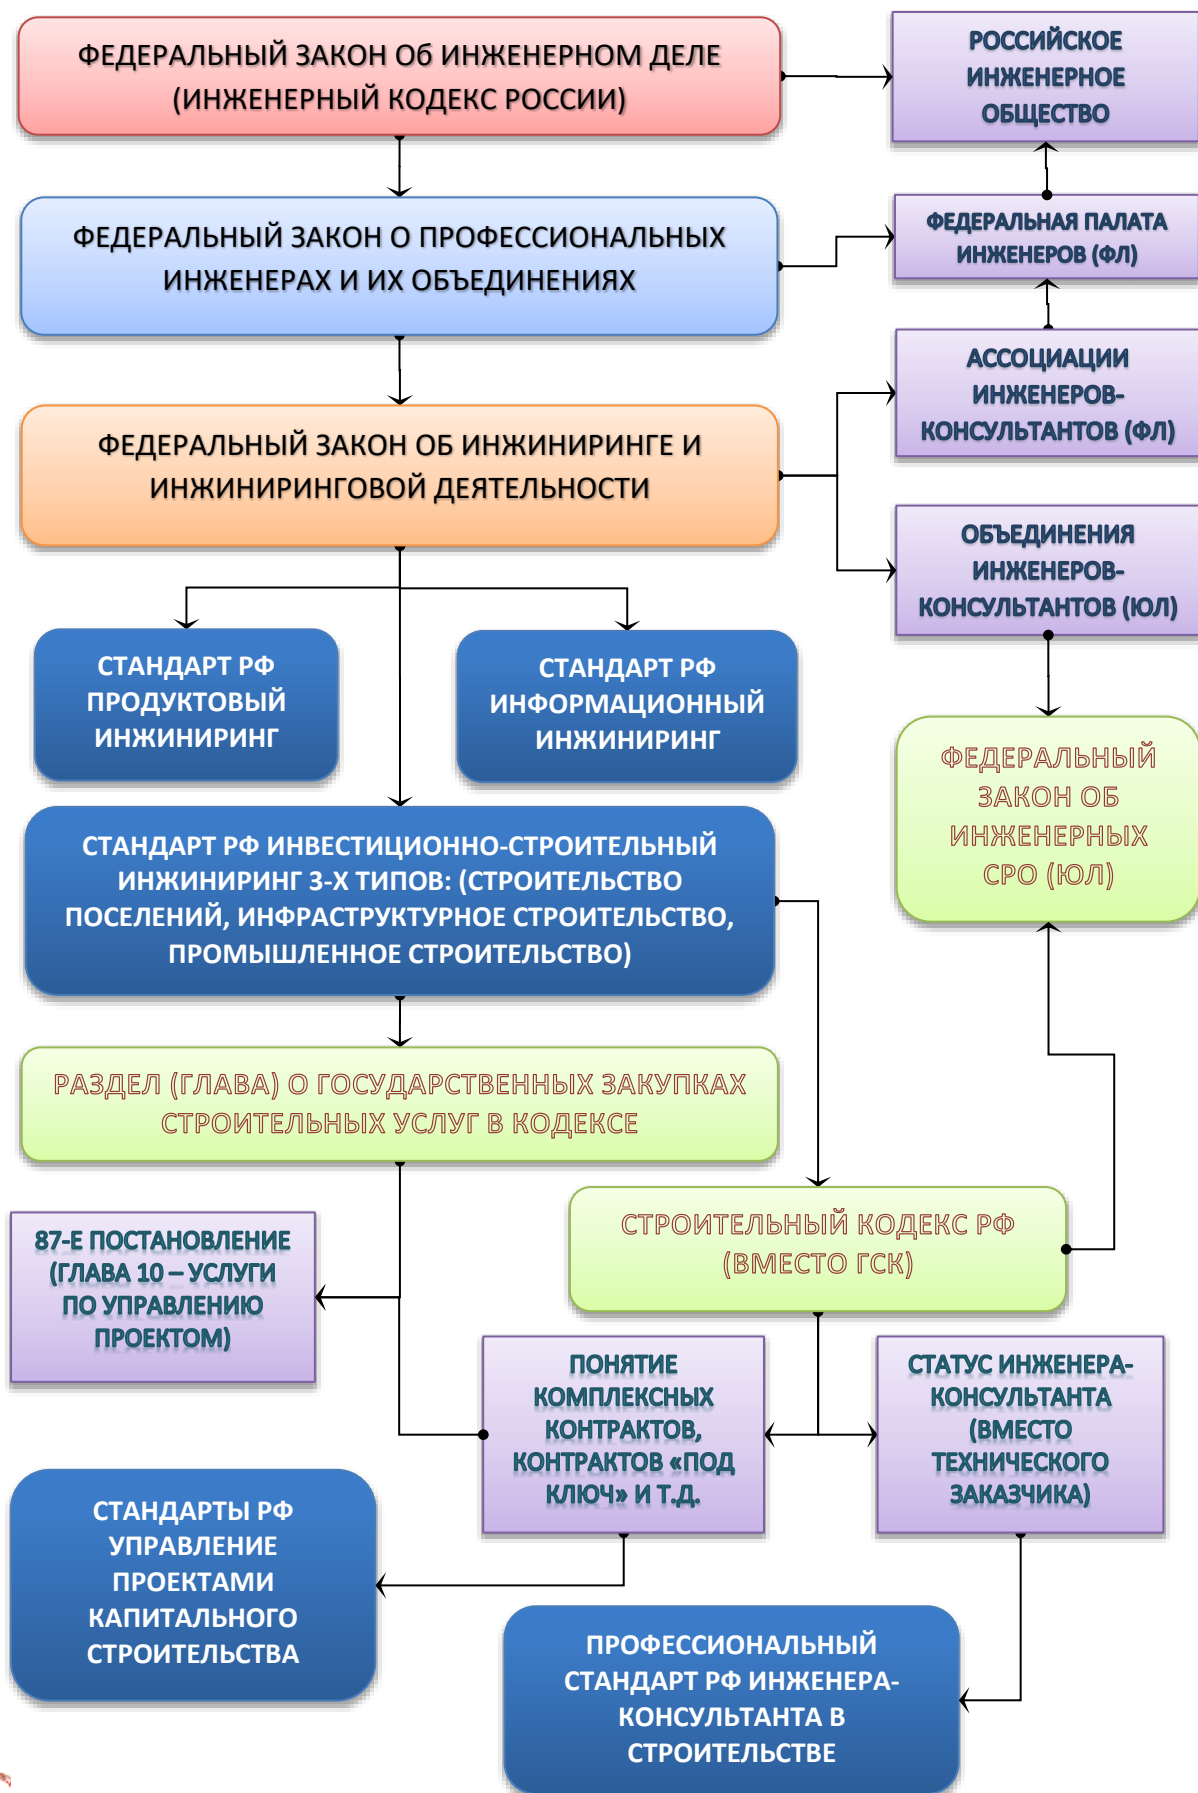 ФЕДЕРАЛЬНЫЙ ЗАКОН Об ИНЖЕНЕРНОМ ДЕЛЕ
(ИНЖЕНЕРНЫЙ КОДЕКС РОССИИ)
РОССИЙСКОЕ
ИНЖЕНЕРНОЕ
ОБЩЕСТВО
ФЕДЕРАЛЬНЫЙ ЗАКОН О ПРОФЕССИОНАЛЬНЫХ
ИНЖЕНЕРАХ И ИХ ОБЪЕДИНЕНИЯХ
ФЕДЕРАЛЬНАЯ ПАЛАТА
ИНЖЕНЕРОВ (ФЛ)
АССОЦИАЦИИ
ИНЖЕНЕРОВ-
КОНСУЛЬТАНТОВ (ФЛ)
ФЕДЕРАЛЬНЫЙ ЗАКОН ОБ ИНЖИНИРИНГЕ И
ИНЖИНИРИНГОВОЙ ДЕЯТЕЛЬНОСТИ
ОБЪЕДИНЕНИЯ
ИНЖЕНЕРОВ-
КОНСУЛЬТАНТОВ (ЮЛ)
СТАНДАРТ РФ
ПРОДУКТОВЫЙ
ИНЖИНИРИНГ
СТАНДАРТ РФ
ИНФОРМАЦИОННЫЙ
ИНЖИНИРИНГ
ФЕДЕРАЛЬНЫЙ
ЗАКОН ОБ
ИНЖЕНЕРНЫХ
СРО (ЮЛ)
СТАНДАРТ РФ ИНВЕСТИЦИОННО-СТРОИТЕЛЬНЫЙ
ИНЖИНИРИНГ 3-Х ТИПОВ: (СТРОИТЕЛЬСТВО
ПОСЕЛЕНИЙ, ИНФРАСТРУКТУРНОЕ СТРОИТЕЛЬСТВО,
ПРОМЫШЛЕННОЕ СТРОИТЕЛЬСТВО)
РАЗДЕЛ (ГЛАВА) О ГОСУДАРСТВЕННЫХ ЗАКУПКАХ
СТРОИТЕЛЬНЫХ УСЛУГ В КОДЕКСЕ
87-Е ПОСТАНОВЛЕНИЕ
(ГЛАВА 10 – УСЛУГИ
ПО УПРАВЛЕНИЮ
ПРОЕКТОМ)
СТРОИТЕЛЬНЫЙ КОДЕКС РФ
(ВМЕСТО ГСК)
ПОНЯТИЕ
КОМПЛЕКСНЫХ
КОНТРАКТОВ,
КОНТРАКТОВ «ПОД
КЛЮЧ» И Т.Д.
СТАТУС ИНЖЕНЕРА-
КОНСУЛЬТАНТА
(ВМЕСТО
ТЕХНИЧЕСКОГО
ЗАКАЗЧИКА)
СТАНДАРТЫ РФ
УПРАВЛЕНИЕ
ПРОЕКТАМИ
КАПИТАЛЬНОГО
СТРОИТЕЛЬСТВА
ПРОФЕССИОНАЛЬНЫЙ
СТАНДАРТ РФ ИНЖЕНЕРА-
КОНСУЛЬТАНТА В
СТРОИТЕЛЬСТВЕ